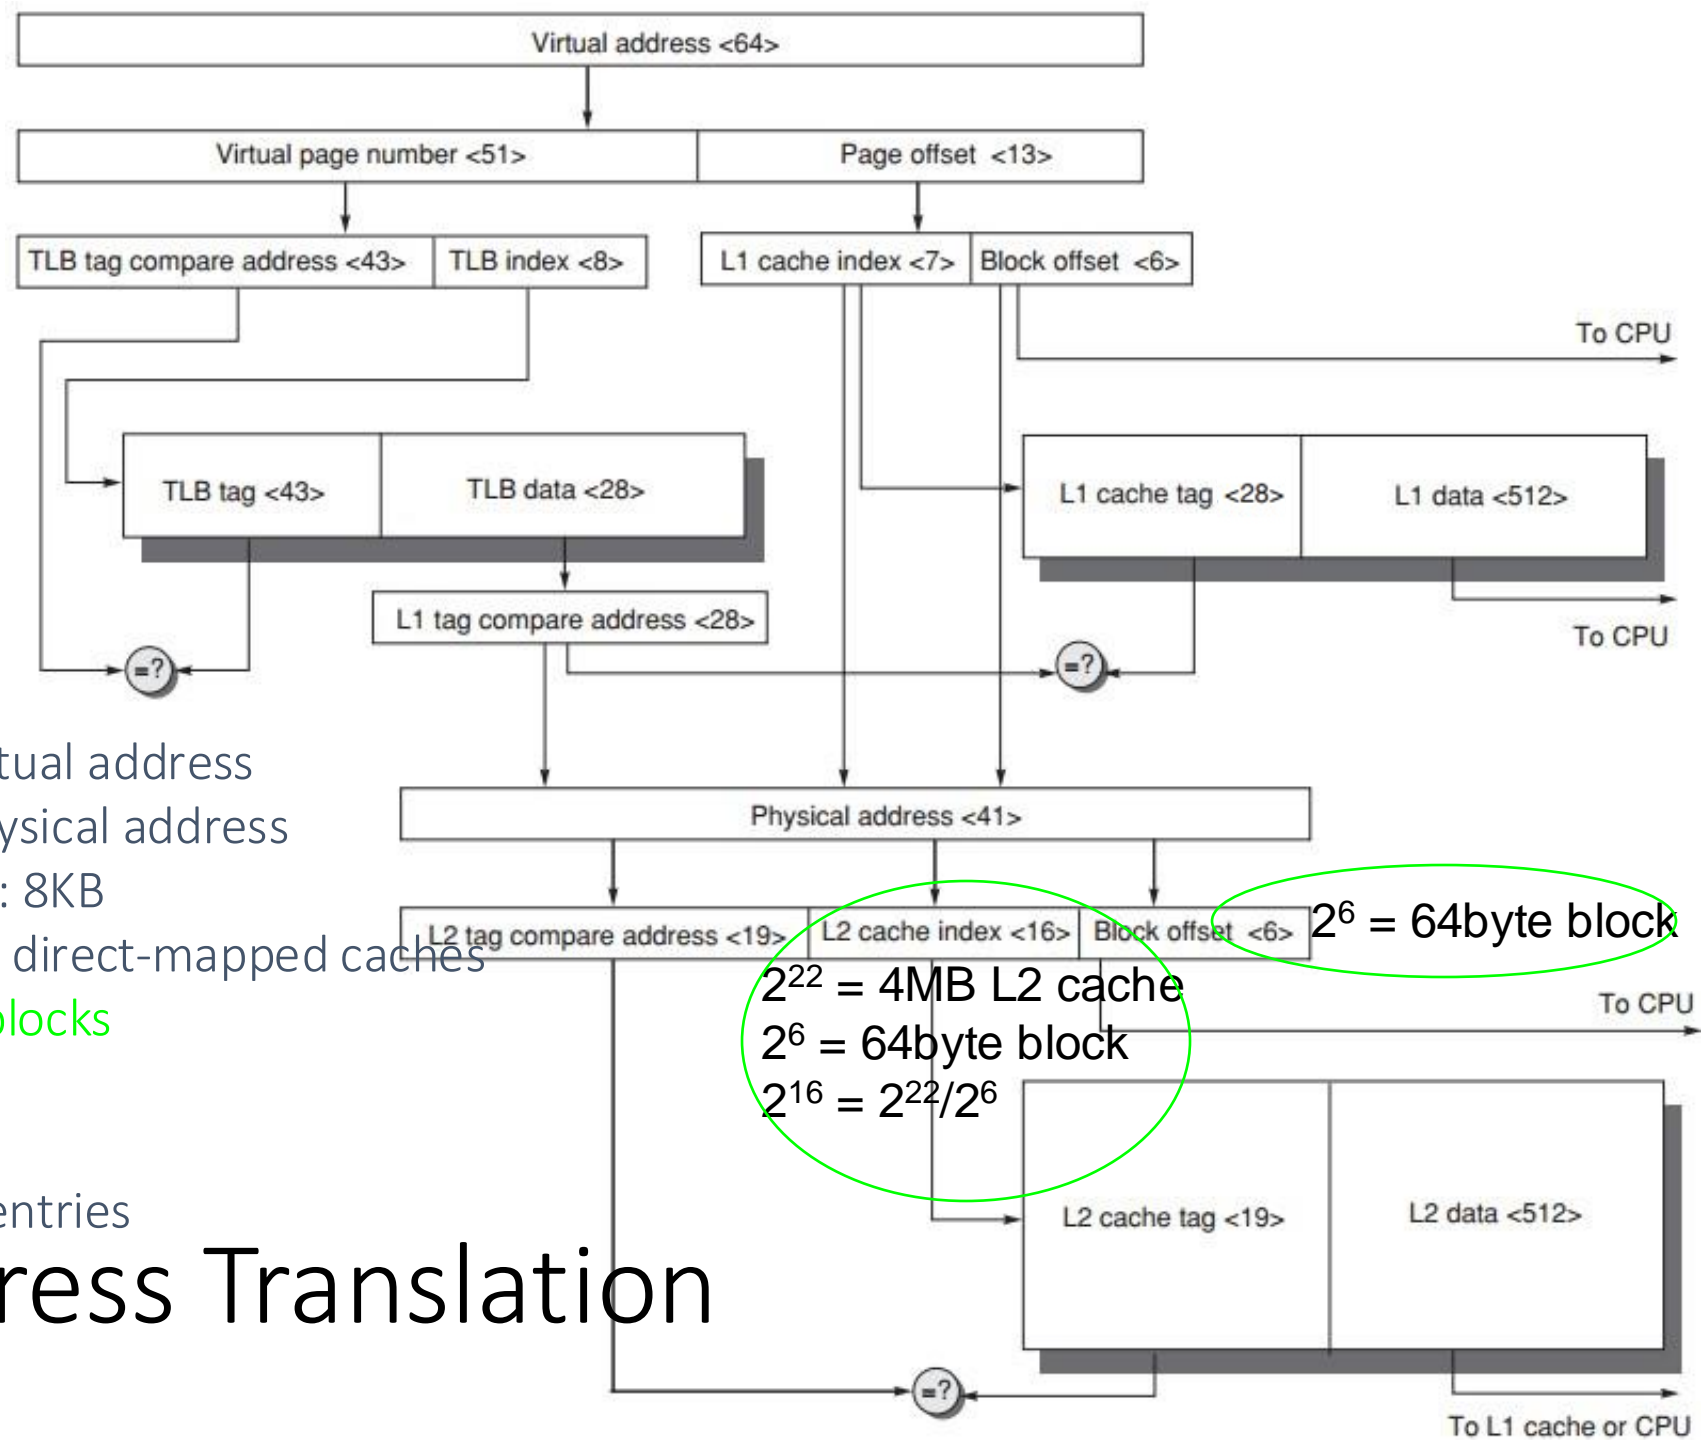 Virtual address <64>
Virtual page number <51> Page offset <13>
TLB tag compare address <43> TLB index <8> L1 cache index <7> Block offset <6>
To CPU
TLB tag <43> TLB data <28> L1 cache tag <28> L1 data <512>
L1 tag compare address <28>
To CPU
=? =?
tual address
ysical address
Physical address <41>
: 8KB
L2 tag compare address <19> L2 cache index <16> Block offset <6> 2⁶ = 64byte block
direct-mapped caches
2²² = 4MB L2 cache
To CPU
locks
2⁶ = 64byte block
2¹⁶ = 2²²/2⁶
entries
L2 cache tag <19> L2 data <512>
ress Translation
=?
To L1 cache or CPU